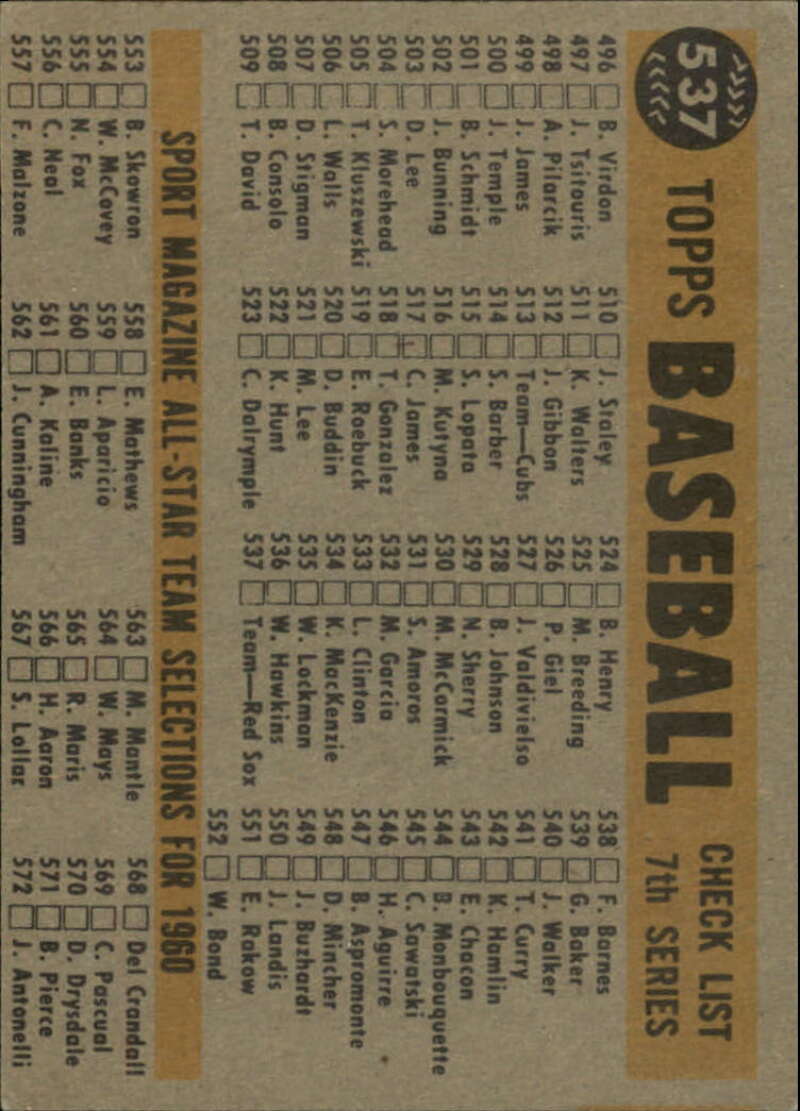 537
TOPPS BASEBALL CHECK LIST
7th SERIES
496 B. Virdon
497 J. Tsitouris
498 A. Pilarcik
499 J. James
500 J. Temple
501 B. Schmidt
502 J. Bunning
503 D. Lee
504 S. Morehead
505 T. Kluszewski
506 L. Walls
507 D. Stigman
508 B. Consolo
509 T. David
510 J. Staley
511 K. Walters
512 J. Gibbon
513 Team—Cubs
514 S. Barber
515 S. Lopata
516 M. Kutyna
517 C. James
518 T. Gonzalez
519 E. Roebuck
520 D. Buddin
521 M. Lee
522 K. Hunt
523 C. Dalrymple
524 B. Henry
525 M. Breeding
526 P. Giel
527 J. Valdivielso
528 B. Johnson
529 N. Sherry
530 M. McCormick
531 S. Amoros
532 M. Garcia
533 L. Clinton
534 K. MacKenzie
535 W. Lockman
536 W. Hawkins
537 Team—Red Sox
538 F. Barnes
539 G. Baker
540 J. Walker
541 T. Curry
542 K. Hamlin
543 E. Chacon
544 B. Monbouquette
545 C. Sawatski
546 H. Aguirre
547 B. Aspromonte
548 D. Mincher
549 J. Buzhardt
550 J. Landis
551 E. Rakow
552 W. Bond
SPORT MAGAZINE ALL-STAR TEAM SELECTIONS FOR 1960
553 B. Skowron
554 W. McCovey
555 N. Fox
556 C. Neal
557 F. Malzone
558 E. Mathews
559 L. Aparicio
560 E. Banks
561 A. Kaline
562 J. Cunningham
563 M. Mantle
564 W. Mays
565 R. Maris
566 H. Aaron
567 S. Lollar
568 Del Crandall
569 C. Pascual
570 D. Drysdale
571 B. Pierce
572 J. Antonelli